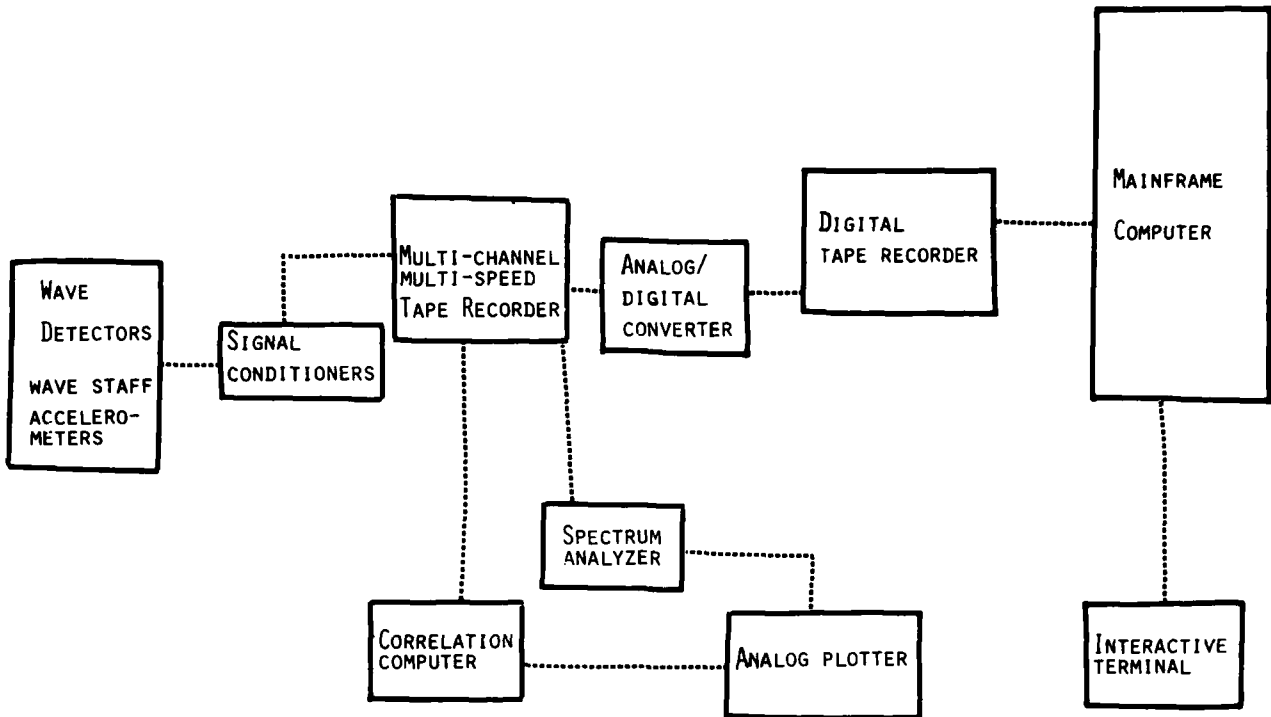 WAVE
DETECTORS
WAVE STAFF
ACCELERO-
METERS
SIGNAL
CONDITIONERS
MULTI-CHANNEL
MULTI-SPEED
TAPE RECORDER
ANALOG/
DIGITAL
CONVERTER
DIGITAL
TAPE RECORDER
MAINFRAME
COMPUTER
SPECTRUM
ANALYZER
CORRELATION
COMPUTER
ANALOG PLOTTER
INTERACTIVE
TERMINAL